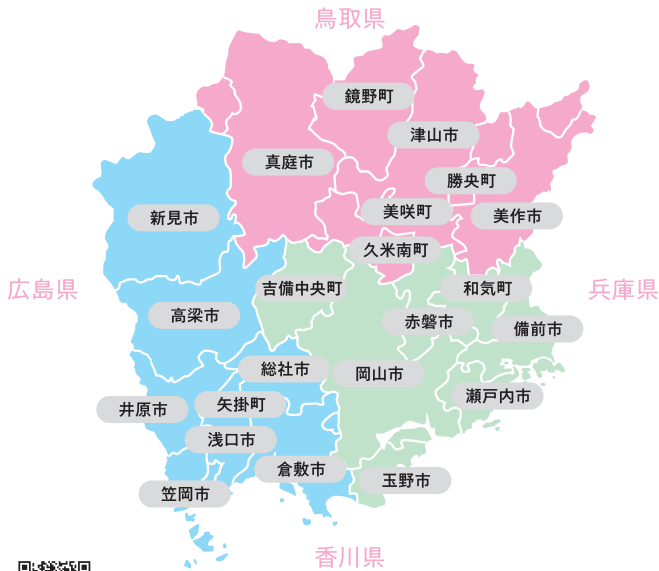 鳥取県
鏡野町
津山市
真庭市
勝央町
美咲町
美作市
新見市
久米南町
広島県
吉備中央町
和気町
兵庫県
高梁市
赤磐市
備前市
総社市
岡山市
瀬戸内市
井原市
矢掛町
浅口市
倉敷市
玉野市
笠岡市
香川県